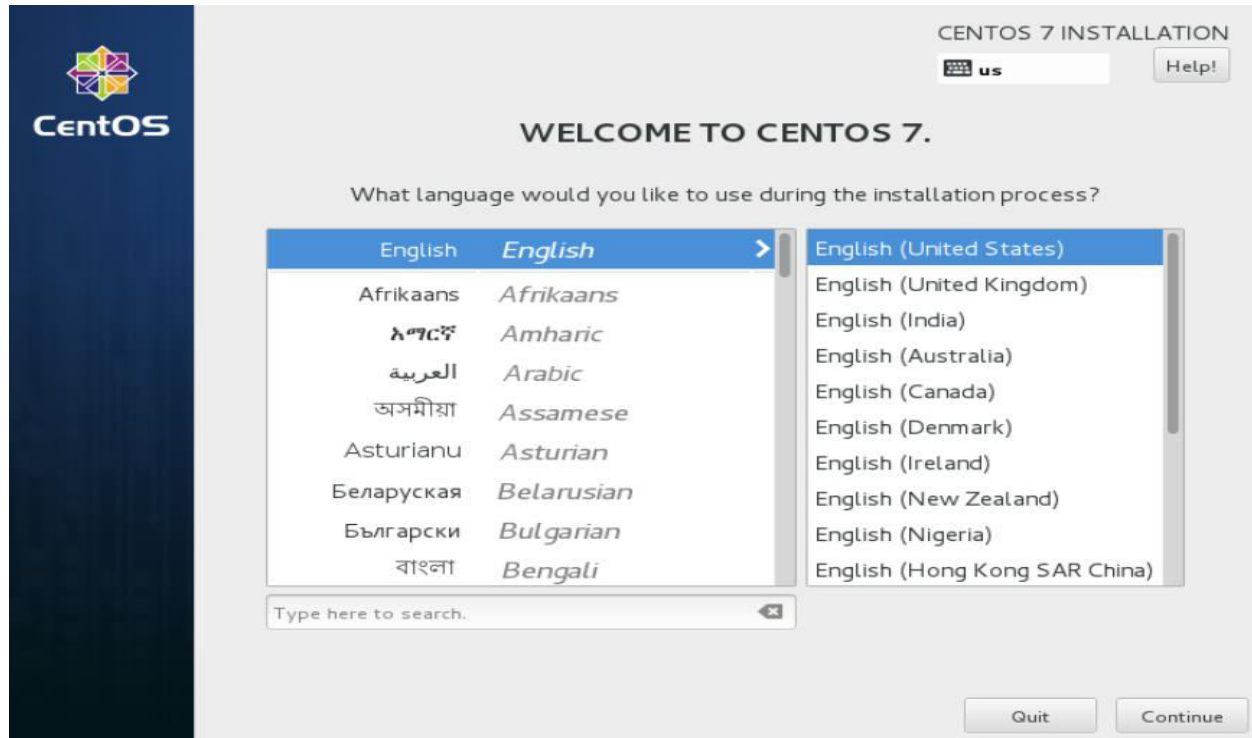 CentOS
CENTOS 7 INSTALLATION
us
Help!
WELCOME TO CENTOS 7.
What language would you like to use during the installation process?
English English
Afrikaans Afrikaans
አማርኛ Amharic
العربية Arabic
অসমীয়া Assamese
Asturianu Asturian
Беларуская Belarusian
Български Bulgarian
বাংলা Bengali
English (United States)
English (United Kingdom)
English (India)
English (Australia)
English (Canada)
English (Denmark)
English (Ireland)
English (New Zealand)
English (Nigeria)
English (Hong Kong SAR China)
Type here to search.
Quit
Continue